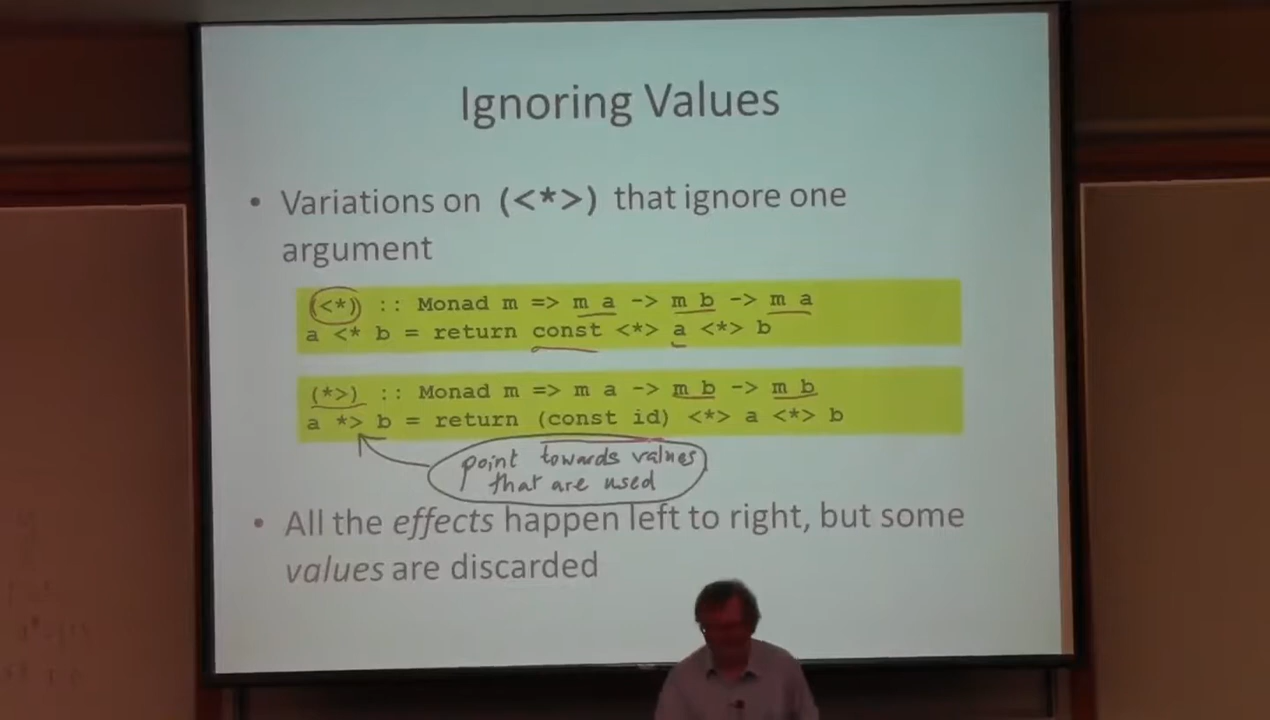 Ignoring Values
• Variations on (<*>) that ignore one
argument
(<*) :: Monad m => m a -> m b -> m a
a <* b = return const <*> a <*> b
(*>) :: Monad m => m a -> m b -> m b
a *> b = return (const id) <*> a <*> b
point towards values
that are used
• All the effects happen left to right, but some
values are discarded